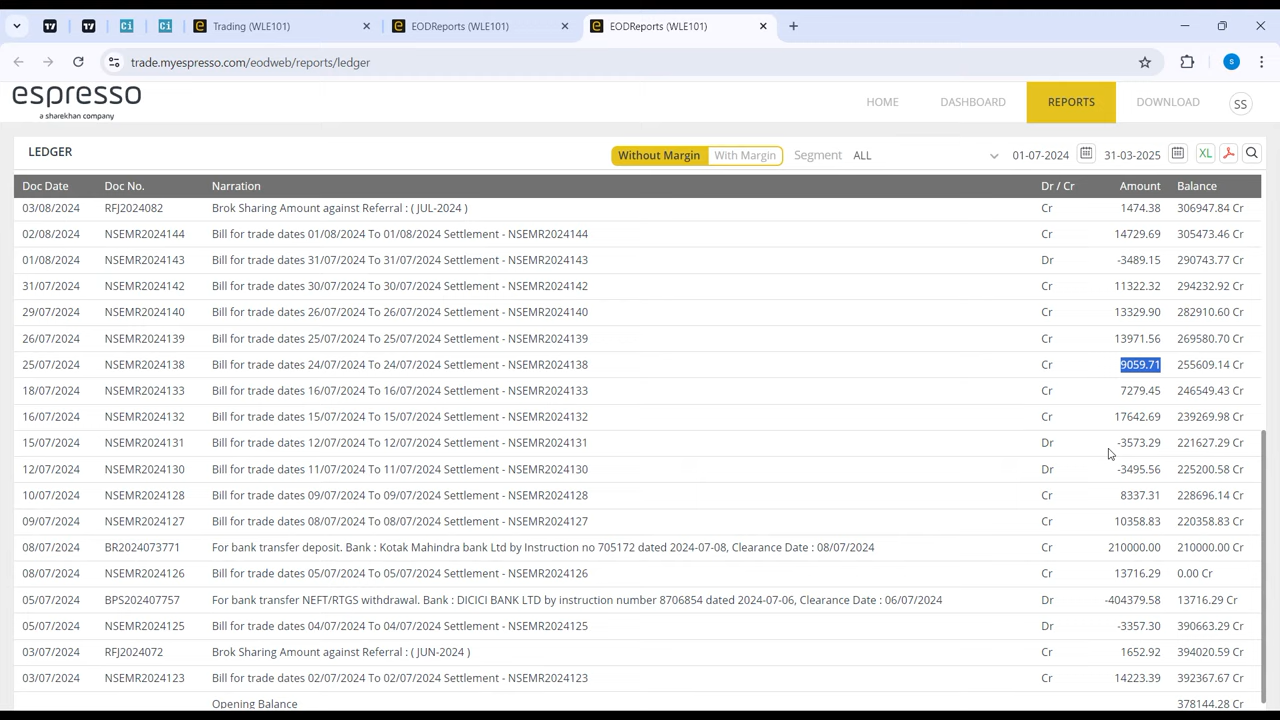 Trading (WLE101)
EODReports (WLE101)
EODReports (WLE101)
trade.myespresso.com/eodweb/reports/ledger
espresso
a sharekhan company
HOME DASHBOARD REPORTS DOWNLOAD SS
LEDGER Without Margin With Margin Segment ALL 01-07-2024 31-03-2025 XL
Doc Date Doc No. Narration Dr / Cr Amount Balance
03/08/2024 RFJ2024082 Brok Sharing Amount against Referral : ( JUL-2024 ) Cr 1474.38 306947.84 Cr
02/08/2024 NSEMR2024144 Bill for trade dates 01/08/2024 To 01/08/2024 Settlement - NSEMR2024144 Cr 14729.69 305473.46 Cr
01/08/2024 NSEMR2024143 Bill for trade dates 31/07/2024 To 31/07/2024 Settlement - NSEMR2024143 Dr -3489.15 290743.77 Cr
31/07/2024 NSEMR2024142 Bill for trade dates 30/07/2024 To 30/07/2024 Settlement - NSEMR2024142 Cr 11322.32 294232.92 Cr
29/07/2024 NSEMR2024140 Bill for trade dates 26/07/2024 To 26/07/2024 Settlement - NSEMR2024140 Cr 13329.90 282910.60 Cr
26/07/2024 NSEMR2024139 Bill for trade dates 25/07/2024 To 25/07/2024 Settlement - NSEMR2024139 Cr 13971.56 269580.70 Cr
25/07/2024 NSEMR2024138 Bill for trade dates 24/07/2024 To 24/07/2024 Settlement - NSEMR2024138 Cr 9059.71 255609.14 Cr
18/07/2024 NSEMR2024133 Bill for trade dates 16/07/2024 To 16/07/2024 Settlement - NSEMR2024133 Cr 7279.45 246549.43 Cr
16/07/2024 NSEMR2024132 Bill for trade dates 15/07/2024 To 15/07/2024 Settlement - NSEMR2024132 Cr 17642.69 239269.98 Cr
15/07/2024 NSEMR2024131 Bill for trade dates 12/07/2024 To 12/07/2024 Settlement - NSEMR2024131 Dr -3573.29 221627.29 Cr
12/07/2024 NSEMR2024130 Bill for trade dates 11/07/2024 To 11/07/2024 Settlement - NSEMR2024130 Dr -3495.56 225200.58 Cr
10/07/2024 NSEMR2024128 Bill for trade dates 09/07/2024 To 09/07/2024 Settlement - NSEMR2024128 Cr 8337.31 228696.14 Cr
09/07/2024 NSEMR2024127 Bill for trade dates 08/07/2024 To 08/07/2024 Settlement - NSEMR2024127 Cr 10358.83 220358.83 Cr
08/07/2024 BR2024073771 For bank transfer deposit. Bank : Kotak Mahindra bank Ltd by Instruction no 705172 dated 2024-07-08, Clearance Date : 08/07/2024 Cr 210000.00 210000.00 Cr
08/07/2024 NSEMR2024126 Bill for trade dates 05/07/2024 To 05/07/2024 Settlement - NSEMR2024126 Cr 13716.29 0.00 Cr
05/07/2024 BPS202407757 For bank transfer NEFT/RTGS withdrawal. Bank : DICICI BANK LTD by instruction number 8706854 dated 2024-07-06, Clearance Date : 06/07/2024 Dr -404379.58 13716.29 Cr
05/07/2024 NSEMR2024125 Bill for trade dates 04/07/2024 To 04/07/2024 Settlement - NSEMR2024125 Dr -3357.30 390663.29 Cr
03/07/2024 RFJ2024072 Brok Sharing Amount against Referral : ( JUN-2024 ) Cr 1652.92 394020.59 Cr
03/07/2024 NSEMR2024123 Bill for trade dates 02/07/2024 To 02/07/2024 Settlement - NSEMR2024123 Cr 14223.39 392367.67 Cr
Opening Balance 378144.28 Cr